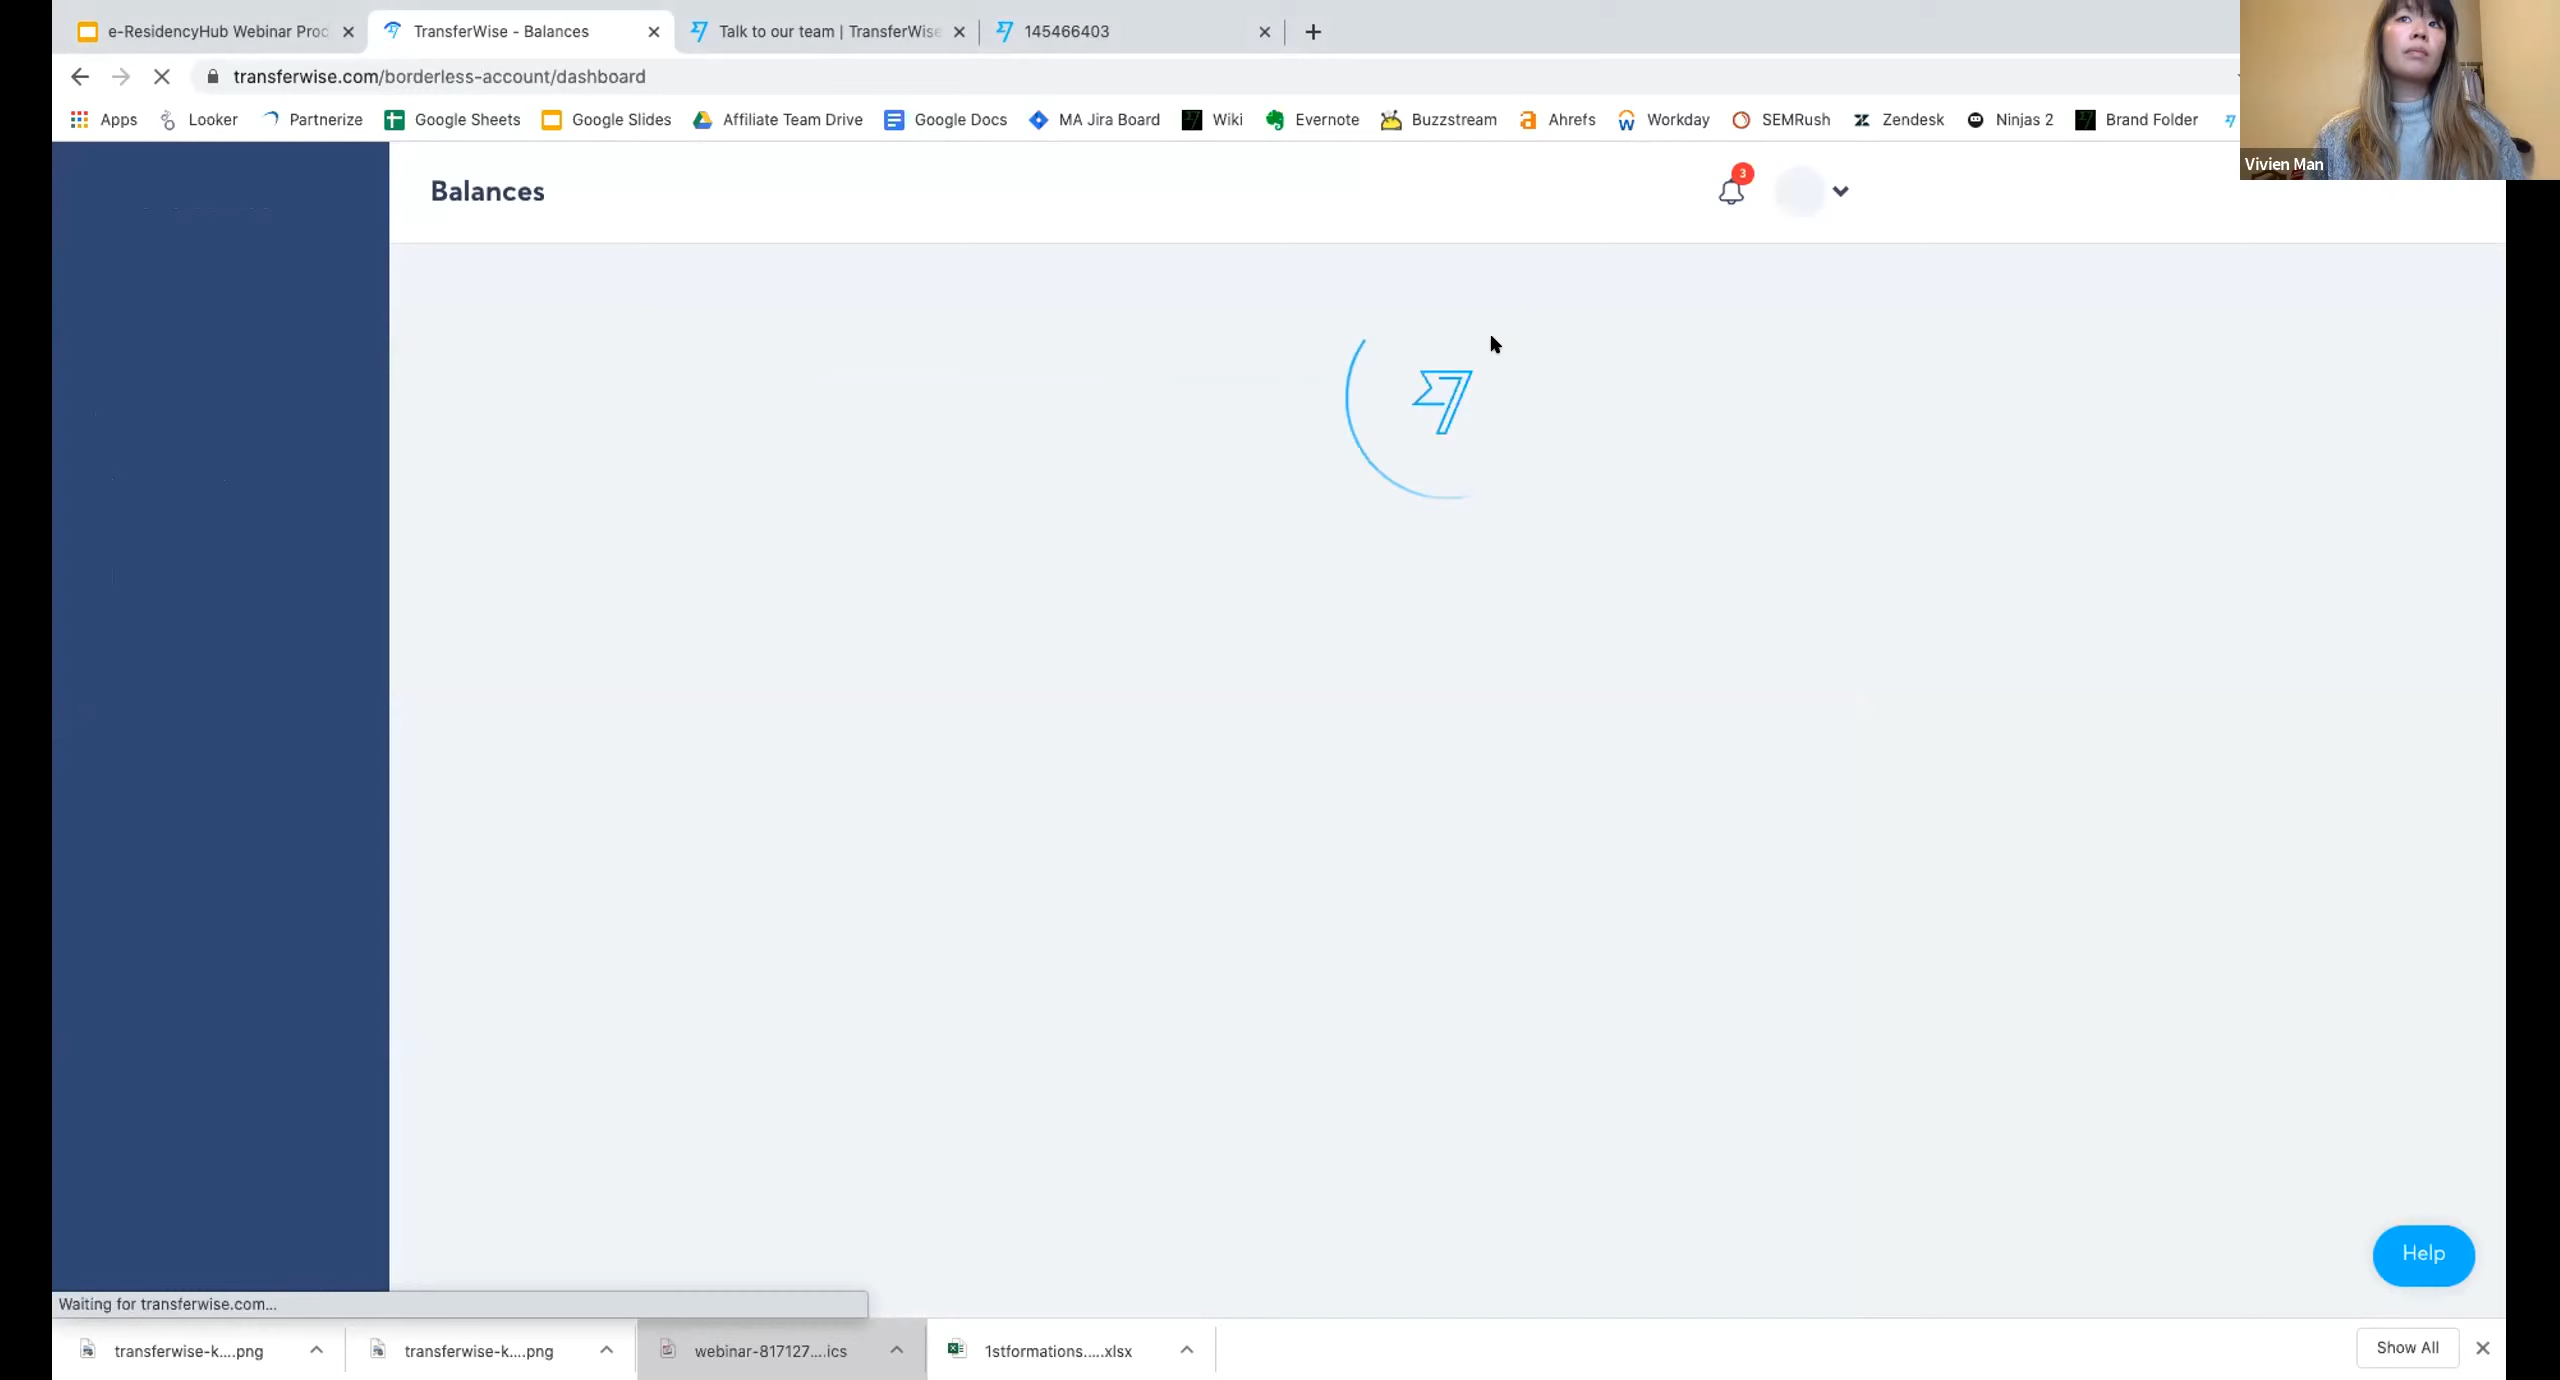 e-ResidencyHub Webinar Proc
TransferWise - Balances
Talk to our team | TransferWise
145466403
transferwise.com/borderless-account/dashboard
Apps
Looker
Partnerize
Google Sheets
Google Slides
Affiliate Team Drive
Google Docs
MA Jira Board
Wiki
Evernote
Buzzstream
Ahrefs
Workday
SEMRush
Zendesk
Ninjas 2
Brand Folder
Vivien Man
Balances
3
Help
Waiting for transferwise.com...
transferwise-k....png
transferwise-k....png
webinar-817127....ics
1stformations.....xlsx
Show All